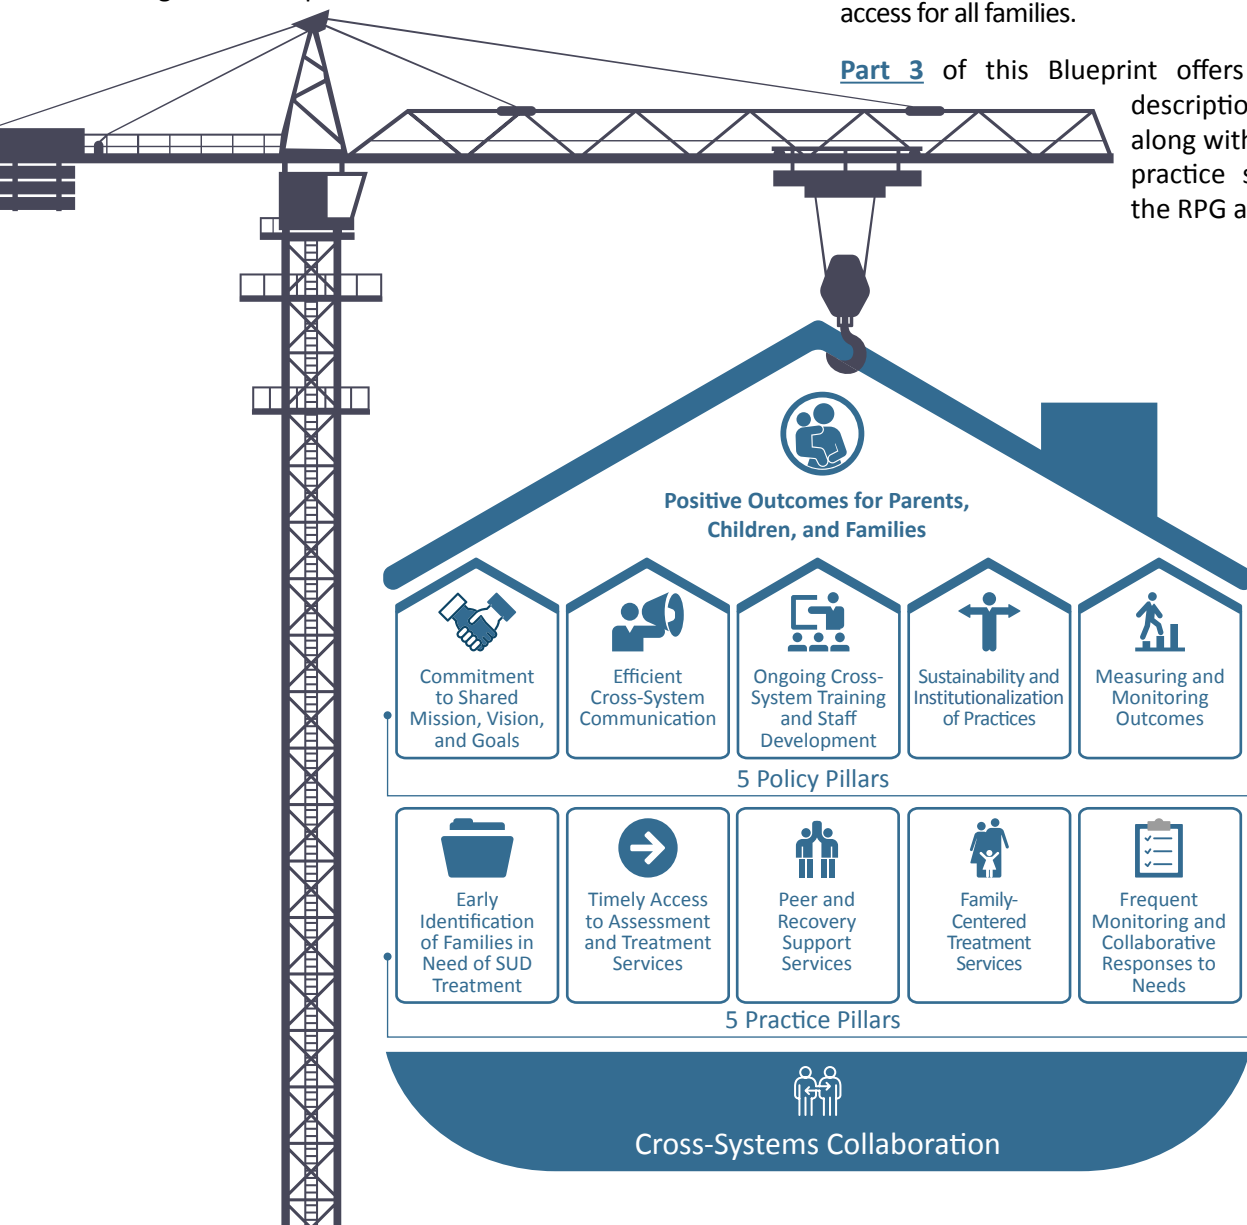 access for all families.
Part 3 of this Blueprint offers
descriptio
along with
practice s
the RPG a
Positive Outcomes for Parents,
Children, and Families
Commitment
to Shared
Mission, Vision,
and Goals
Efficient
Cross-System
Communication
Ongoing Cross-
System Training
and Staff
Development
Sustainability and
Institutionalization
of Practices
Measuring and
Monitoring
Outcomes
5 Policy Pillars
Early
Identification
of Families in
Need of SUD
Treatment
Timely Access
to Assessment
and Treatment
Services
Peer and
Recovery
Support
Services
Family-
Centered
Treatment
Services
Frequent
Monitoring and
Collaborative
Responses to
Needs
5 Practice Pillars
Cross-Systems Collaboration